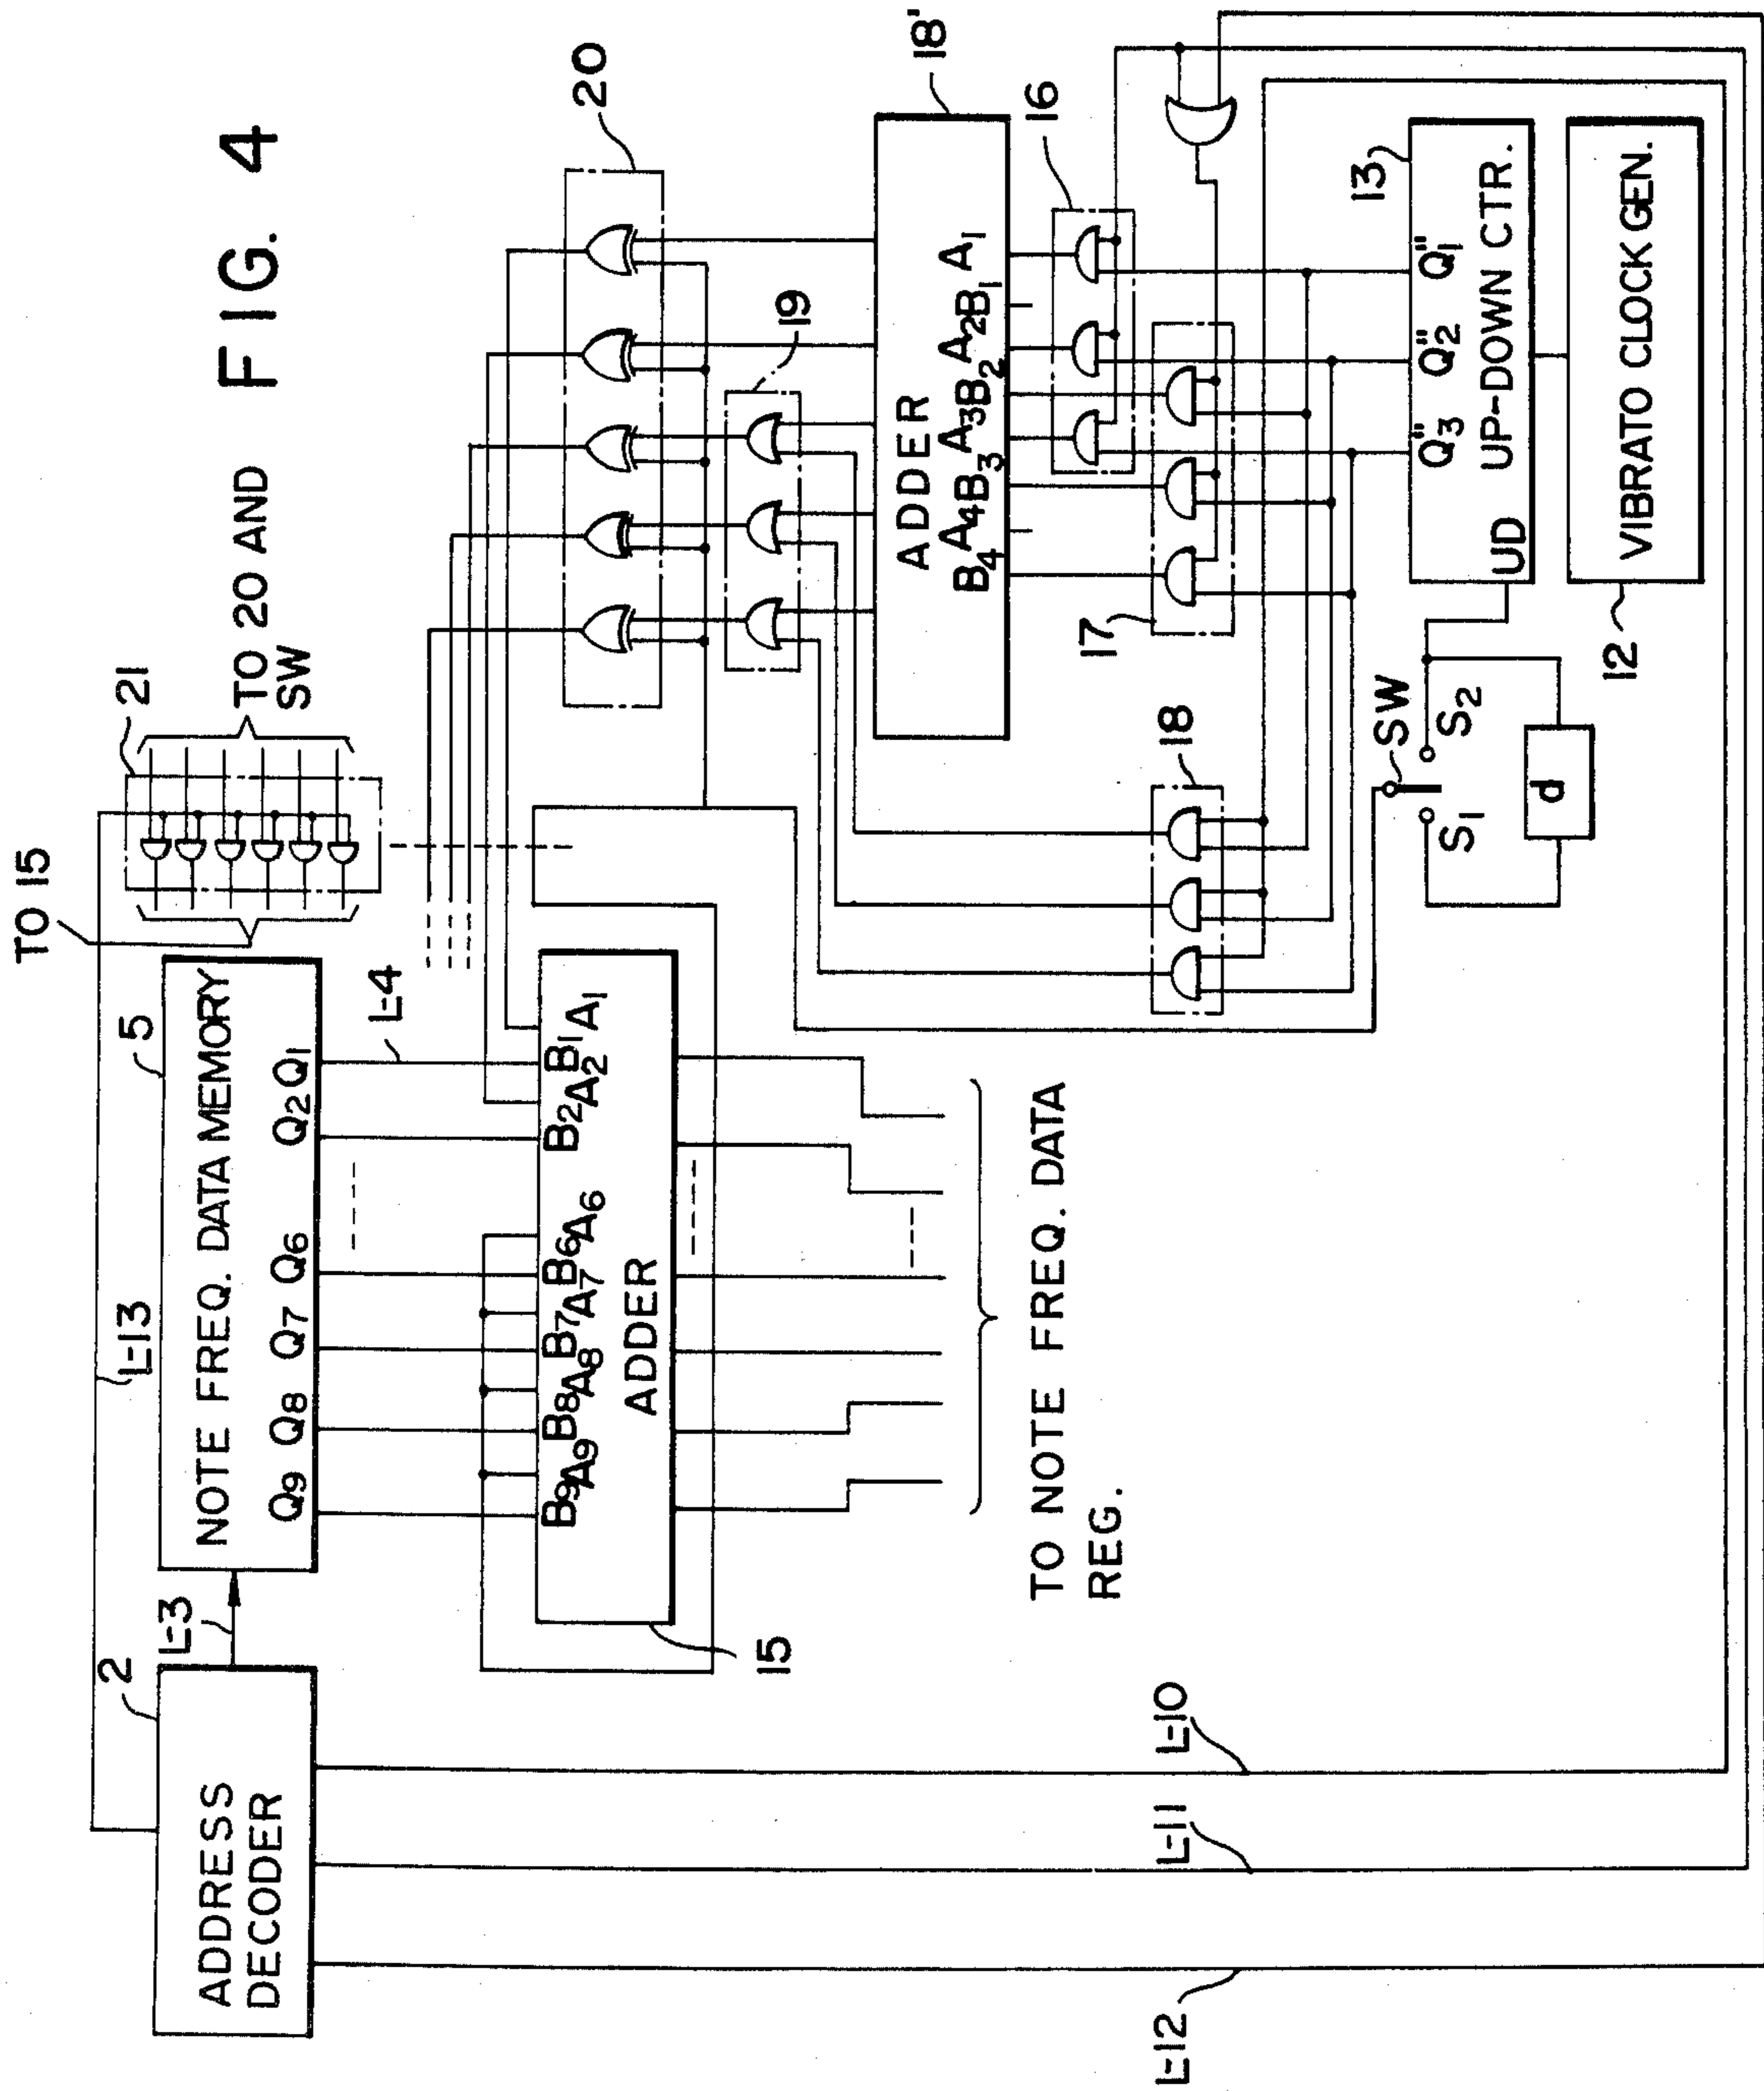 FIG. 4
TO 15
21
TO 20 AND
SW
L-13
5
NOTE FREQ. DATA MEMORY
Q9 Q8 Q7 Q6 Q2 Q1
L-3
2
ADDRESS
DECODER
L-4
B9 A9 B8 A8 B7 A7 B6 A6 B2 A2 B1 A1
ADDER
15
TO NOTE FREQ. DATA
REG.
20
19
18'
ADDER
B4 A4 B3 A3 B2 A2 B1 A1
16
17
18
13
Q"3 Q"2 Q"1
UP-DOWN CTR.
UD
VIBRATO CLOCK GEN.
12
SW
S1 S2
d
L-10
L-11
L-12